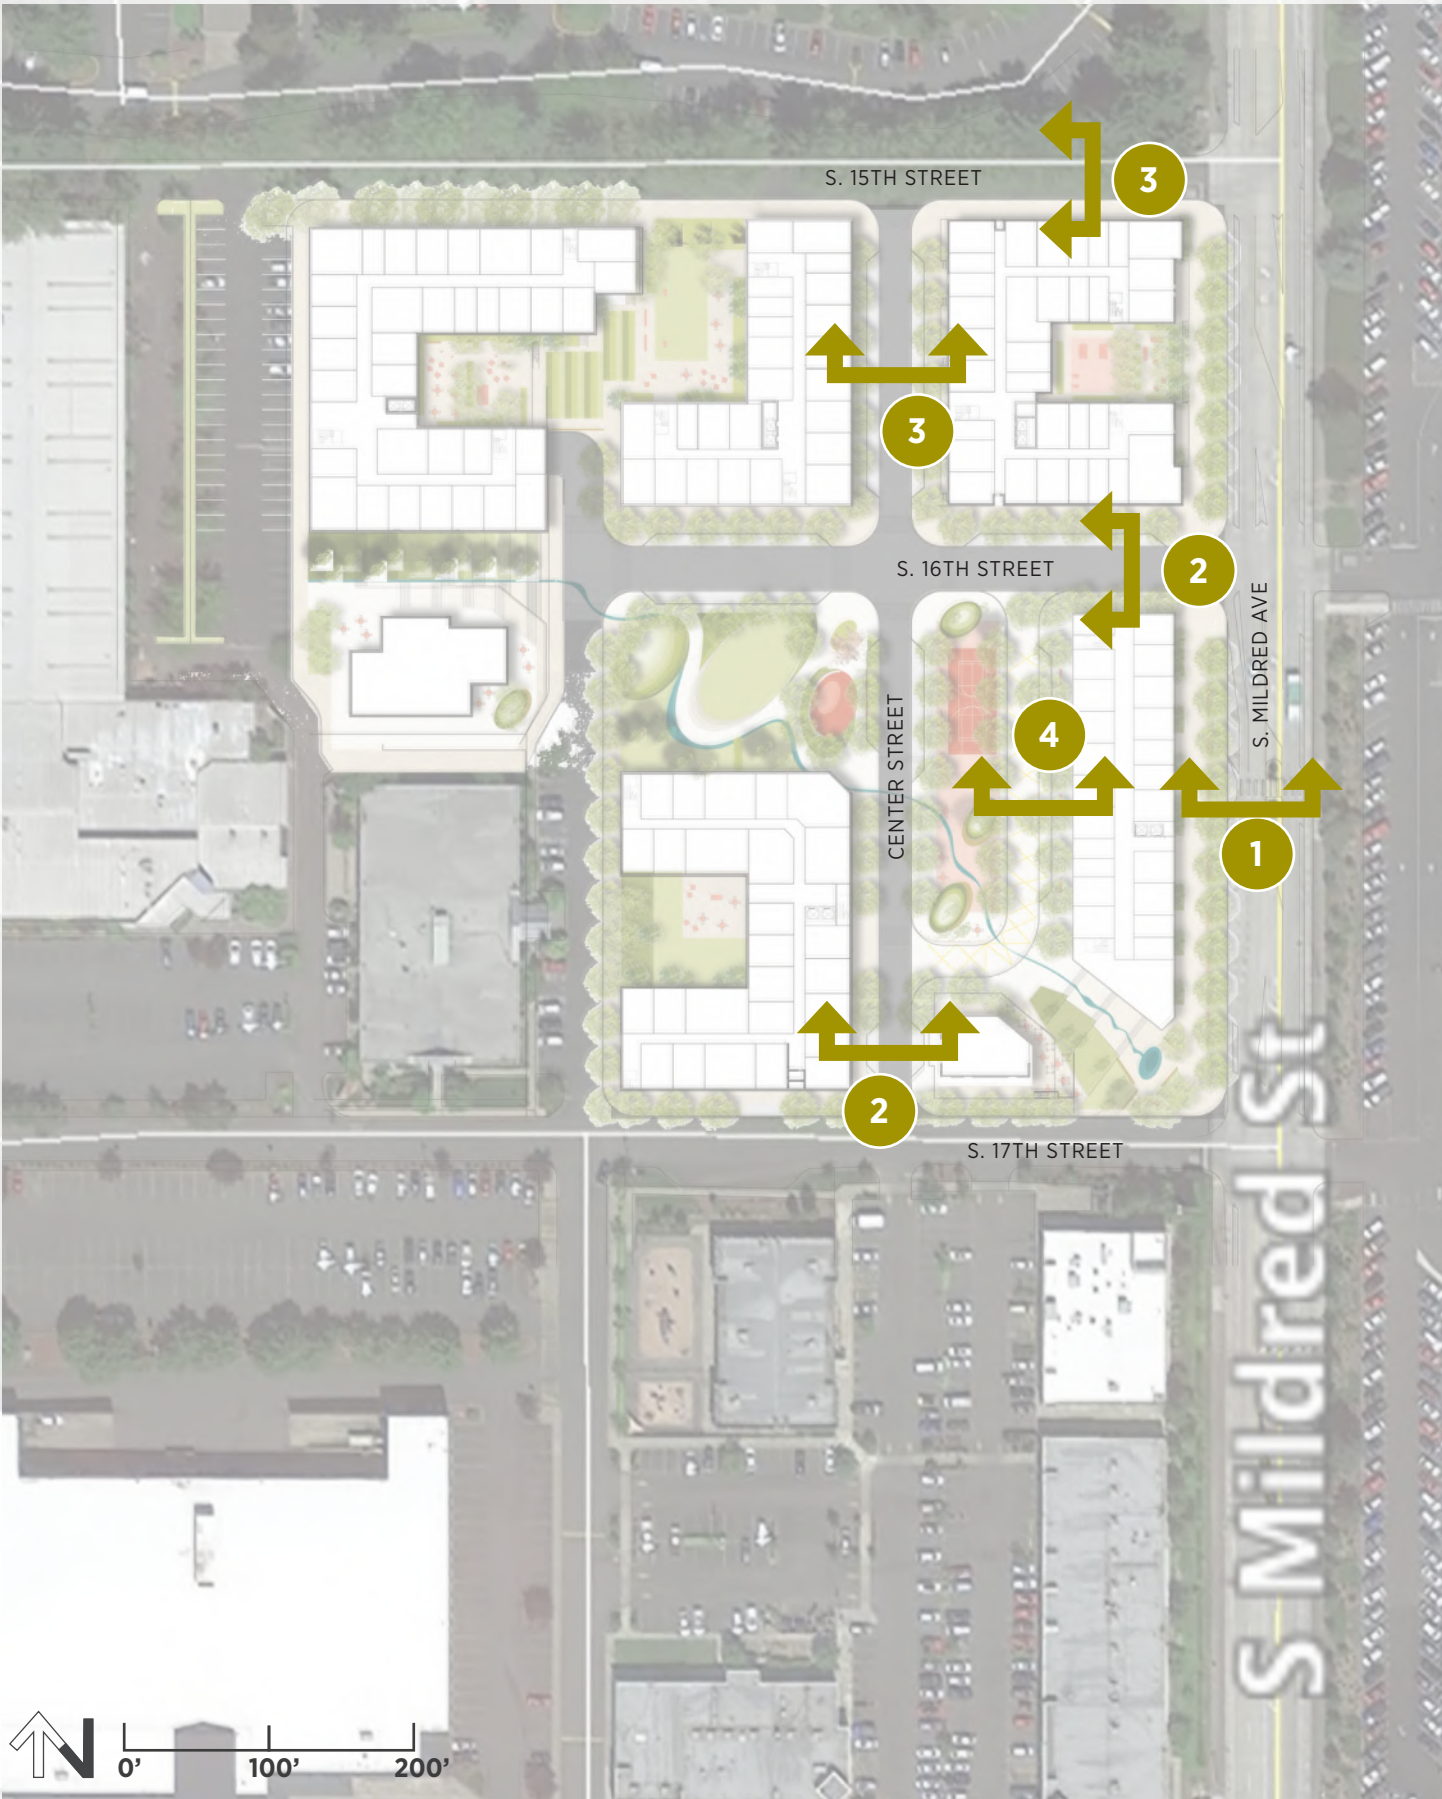 S. 15TH STREET
3
3
S. 16TH STREET
2
S. MILDRED AVE
4
CENTER STREET
1
2
S. 17TH STREET
S Mildred St
N
0’ 100’ 200’